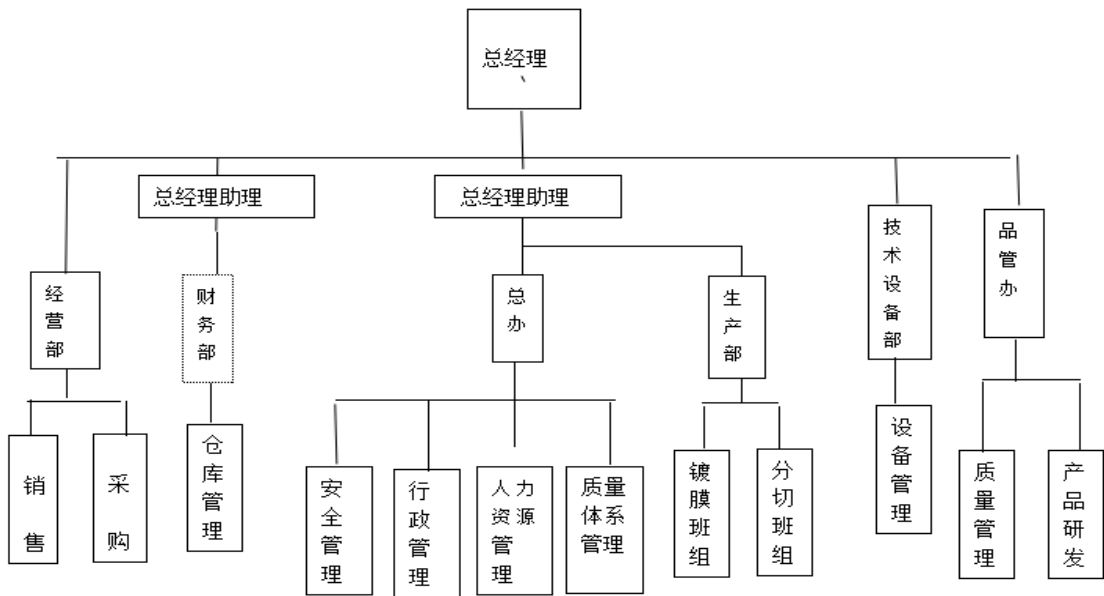 总经理
总经理助理
总经理助理
经营部
财务部
总办
生产部
技术设备部
品管办
销售
采购
仓库管理
安全管理
行政管理
人力
资源
管理
质量
体系
管理
镀膜班组
分切班组
设备管理
质量管理
产品研发